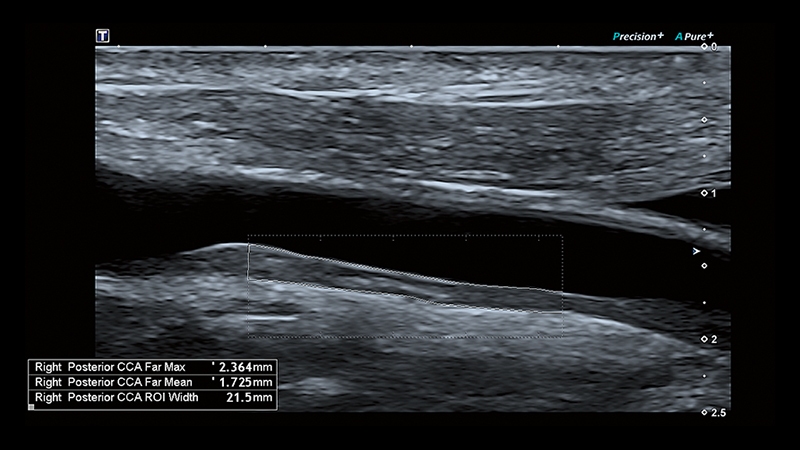 T
Precision+ APure+
0
1
2
2.5
Right Posterior CCA Far Max ' 2.364mm
Right Posterior CCA Far Mean ' 1.725mm
Right Posterior CCA ROI Width 21.5mm